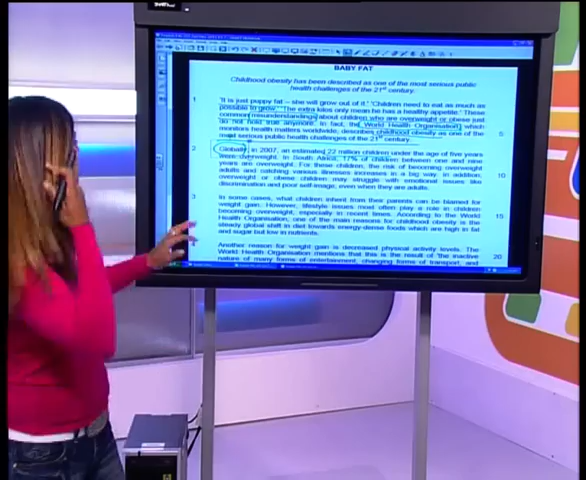 BABY FAT
Childhood obesity has been described as one of the most serious public
health challenges of the 21st century.
1
"It is just puppy fat – she will grow out of it." "Children need to eat as much as
possible to grow." "The extra kilos only mean he has a healthy appetite." These
common misunderstandings about children who are overweight or obese just
do not hold true anymore. In fact, the World Health Organisation, which
5
monitors health matters worldwide, describes childhood obesity as one of the
most serious public health challenges of the 21st century.
2
Globally, in 2007, an estimated 22 million children under the age of five years
were overweight. In South Africa, 17% of children between one and nine
years are overweight. For these children, the risk of becoming overweight
adults and catching various illnesses increases in a big way. In addition,
10
overweight or obese children may struggle with emotional issues like
discrimination and poor self-image, even when they are adults.
3
In some cases, what children inherit from their parents can be blamed for
weight gain. However, lifestyle issues most often play a role in children
becoming overweight, especially in recent times. According to the World
15
Health Organisation, one of the main reasons for childhood obesity is the
steady global shift in diet towards energy-dense foods which are high in fat
and sugar but low in nutrients.
Another reason for weight gain is decreased physical activity levels. The
World Health Organisation mentions that this is the result of "the inactive
20
nature of many forms of entertainment, changing forms of transport, and